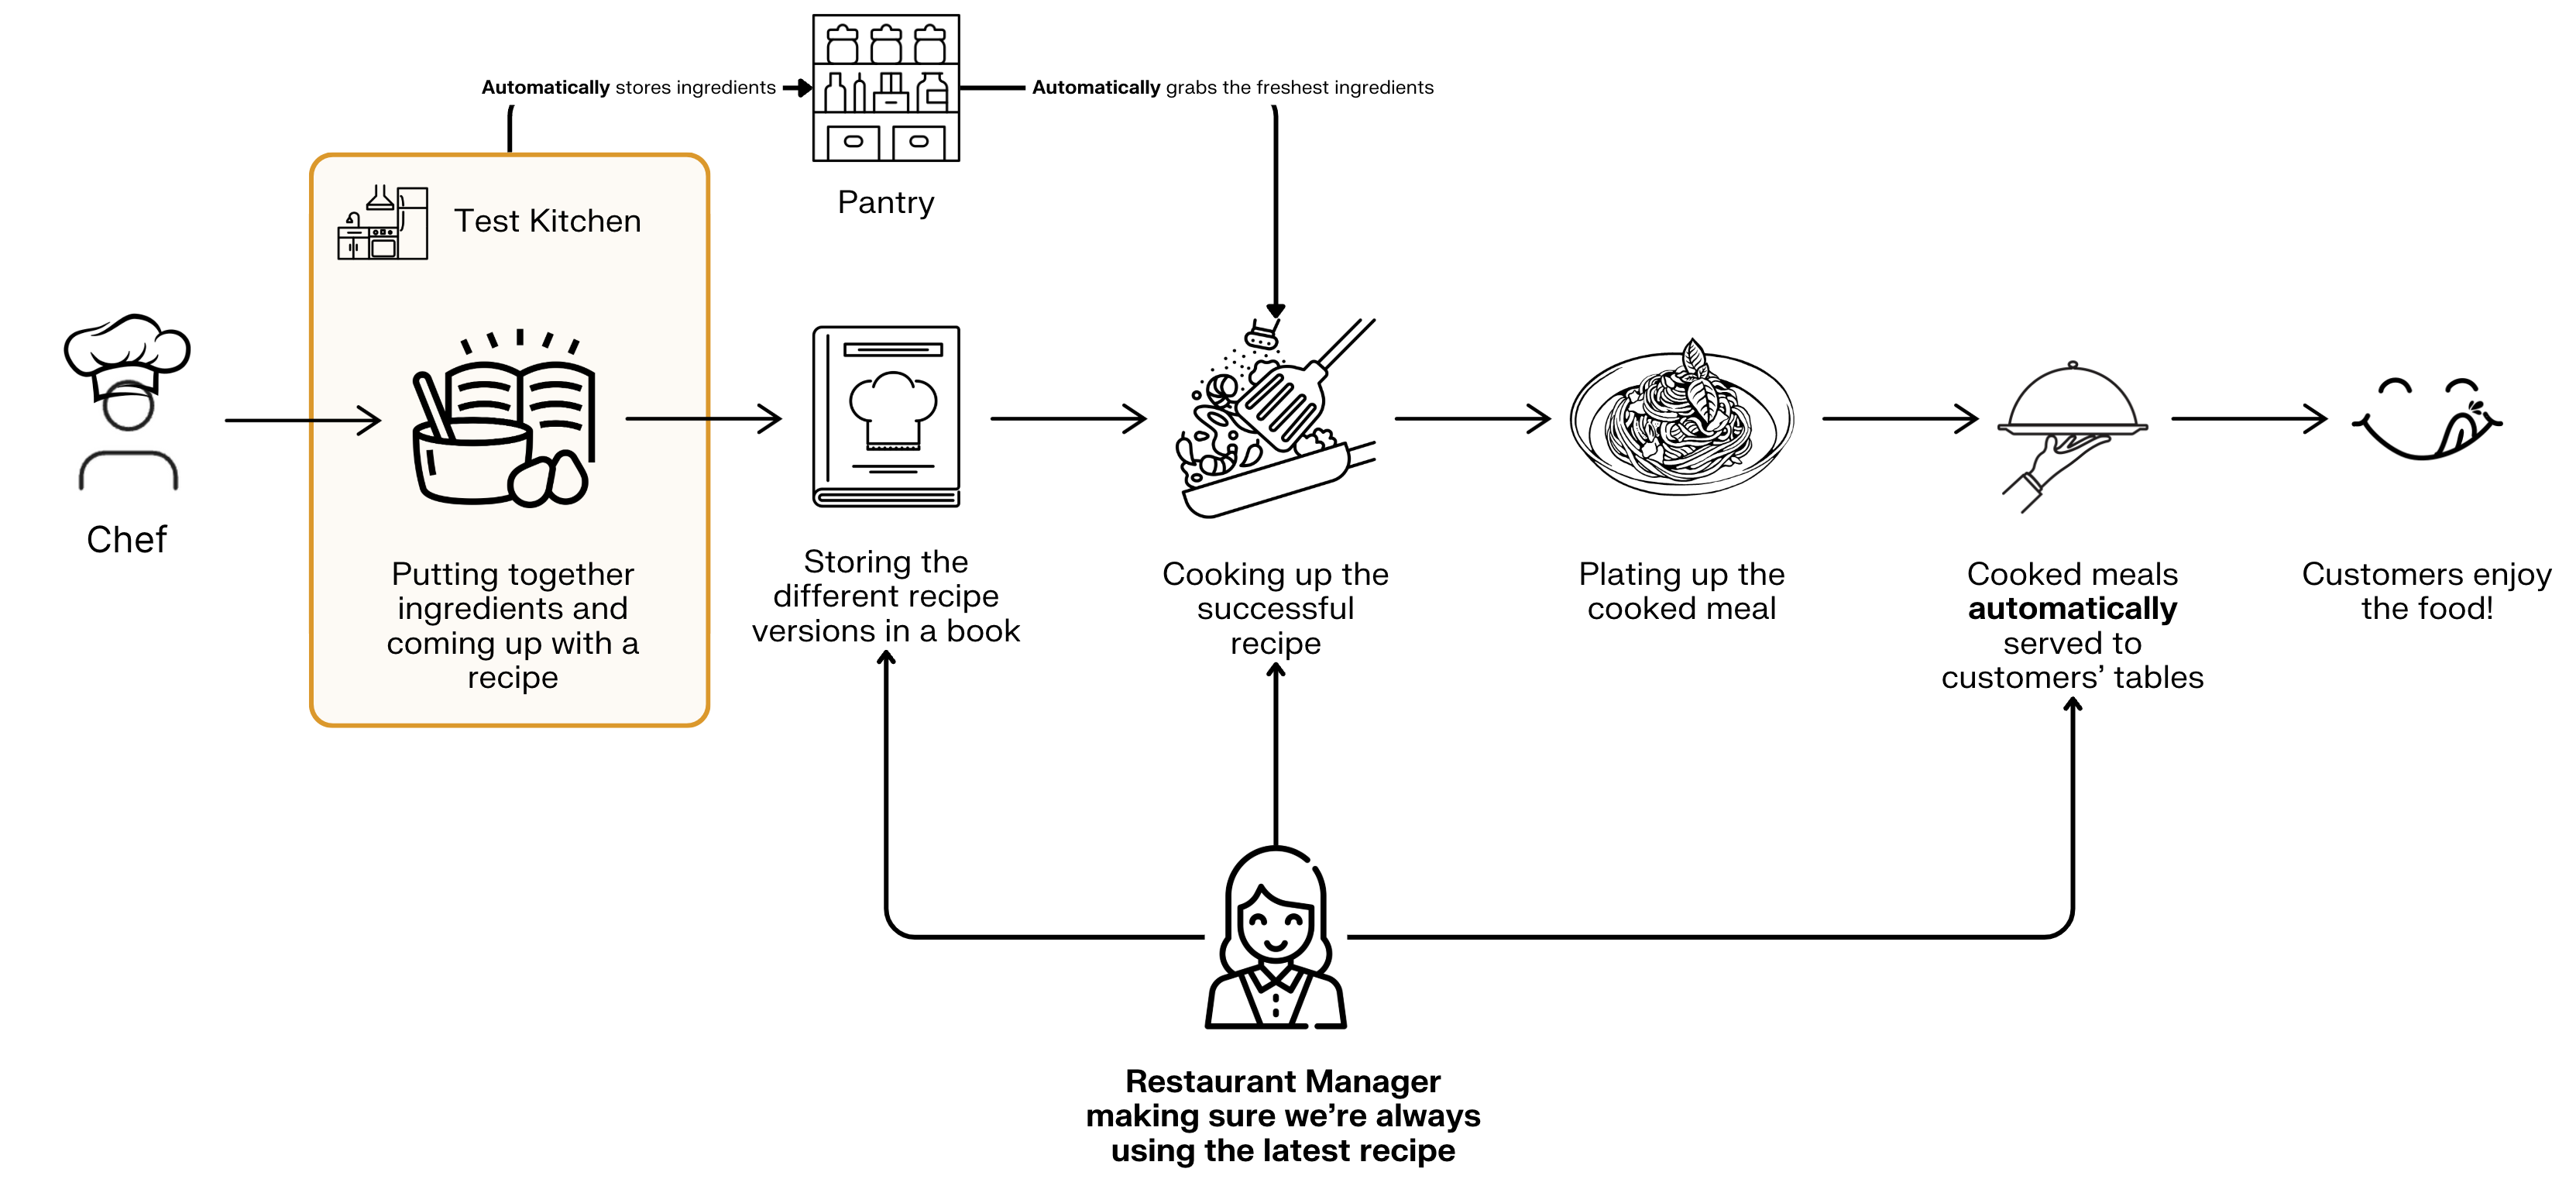 Automatically stores ingredients
Automatically grabs the freshest ingredients
Pantry
Test Kitchen
Chef
Putting together
ingredients and
coming up with a
recipe
Storing the
different recipe
versions in a book
Cooking up the
successful
recipe
Plating up the
cooked meal
Cooked meals
automatically
served to
customers’ tables
Customers enjoy
the food!
Restaurant Manager
making sure we’re always
using the latest recipe